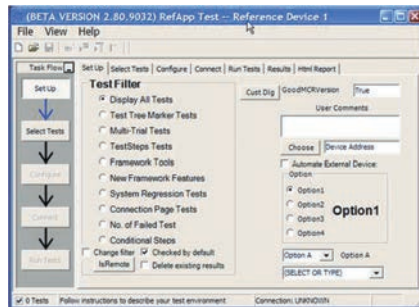 (BETA VERSION 2.80.9032) RefApp Test -- Reference Device 1
File View Help
Task Flow
Set Up
Select Tests
Configure
Connect
Run Tests
Set Up Select Tests Configure Connect Run Tests Results Html Report
Test Filter
Display All Tests
Test Tree Marker Tests
Multi-Trial Tests
TestSteps Tests
Framework Tools
New Framework Features
System Regression Tests
Connection Page Tests
No. of Failed Test
Conditional Steps
Change filter Checked by default
IsRemote Delete existing results
Cust Dlg GoodMCRVersion True
User Comments
Choose Device Address
Automate External Device:
Option
Option1
Option2
Option3
Option4
Option1
Option A Option A
(SELECT OR TYPE)
0 Tests Follow instructions to describe your test environment Connection: UNKNOWN